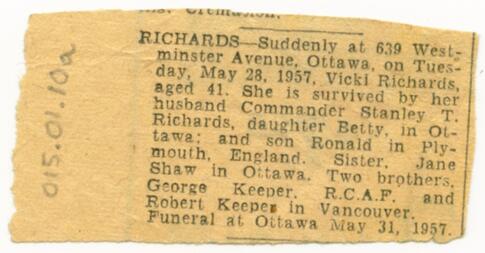 Cremation.
RICHARDS—Suddenly at 639 West-
minster Avenue, Ottawa, on Tues-
day, May 28, 1957, Vicki Richards,
aged 41. She is survived by her
husband Commander Stanley T.
Richards, daughter Betty, in Ot-
tawa; and son Ronald in Ply-
mouth, England. Sister, Jane
Shaw in Ottawa. Two brothers,
George Keeper, R.C.A.F. and
Robert Keeper in Vancouver.
Funeral at Ottawa May 31, 1957.
015.01.10a